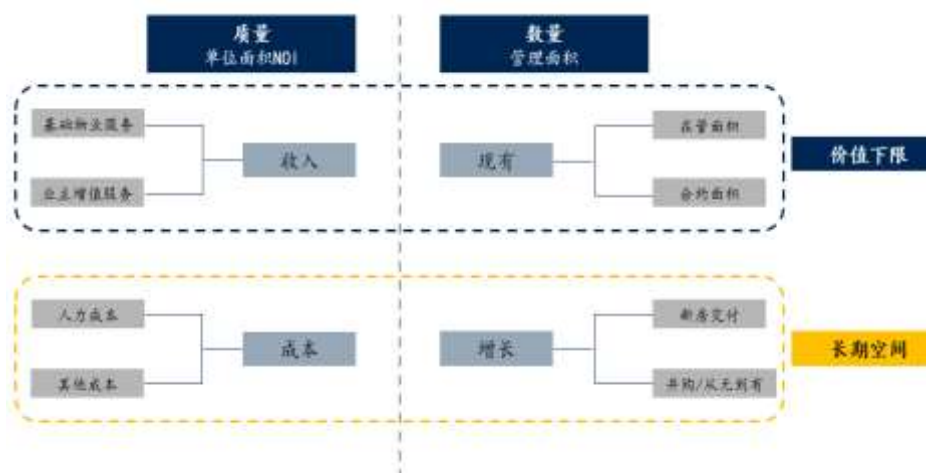 质量
单位面积NOI
数量
管理面积
基础物业服务
业主增值服务
收入
现有
在管面积
合约面积
价值下限
人力成本
其他成本
成本
增长
新房交付
并购/从无到有
长期空间